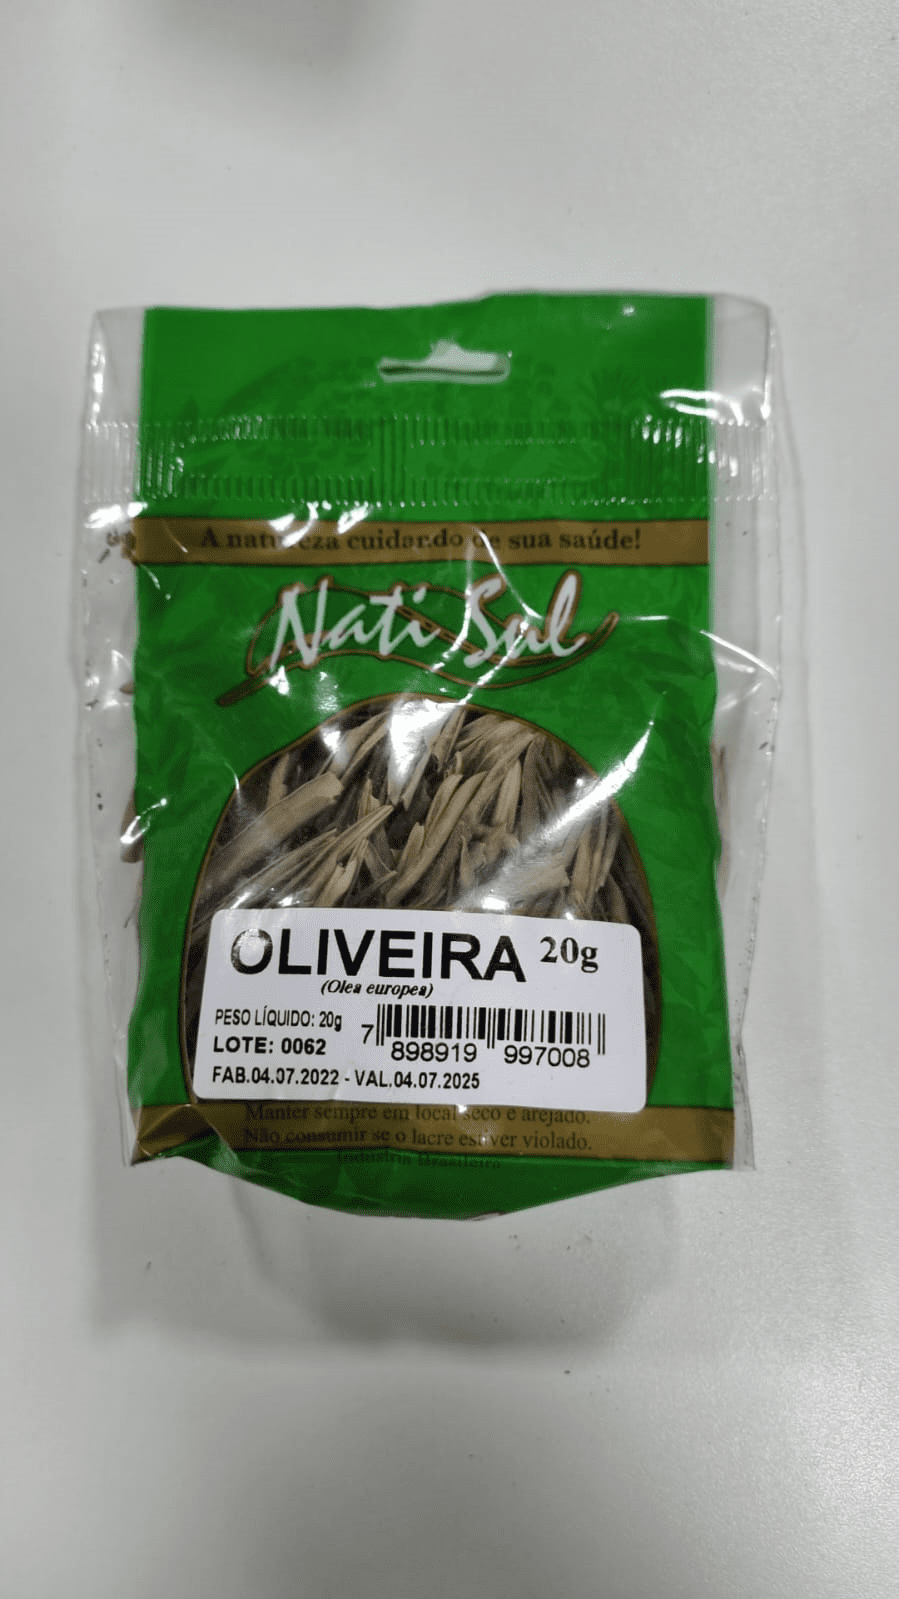 A natureza cuidando de sua saúde!
Nati Sul
OLIVEIRA 20g
(Olea europea)
PESO LÍQUIDO: 20g
LOTE: 0062
7 898919 997008
FAB.04.07.2022 - VAL.04.07.2025
Manter sempre em local seco e arejado.
Não consumir se o lacre estiver violado.
Indústria Brasileira